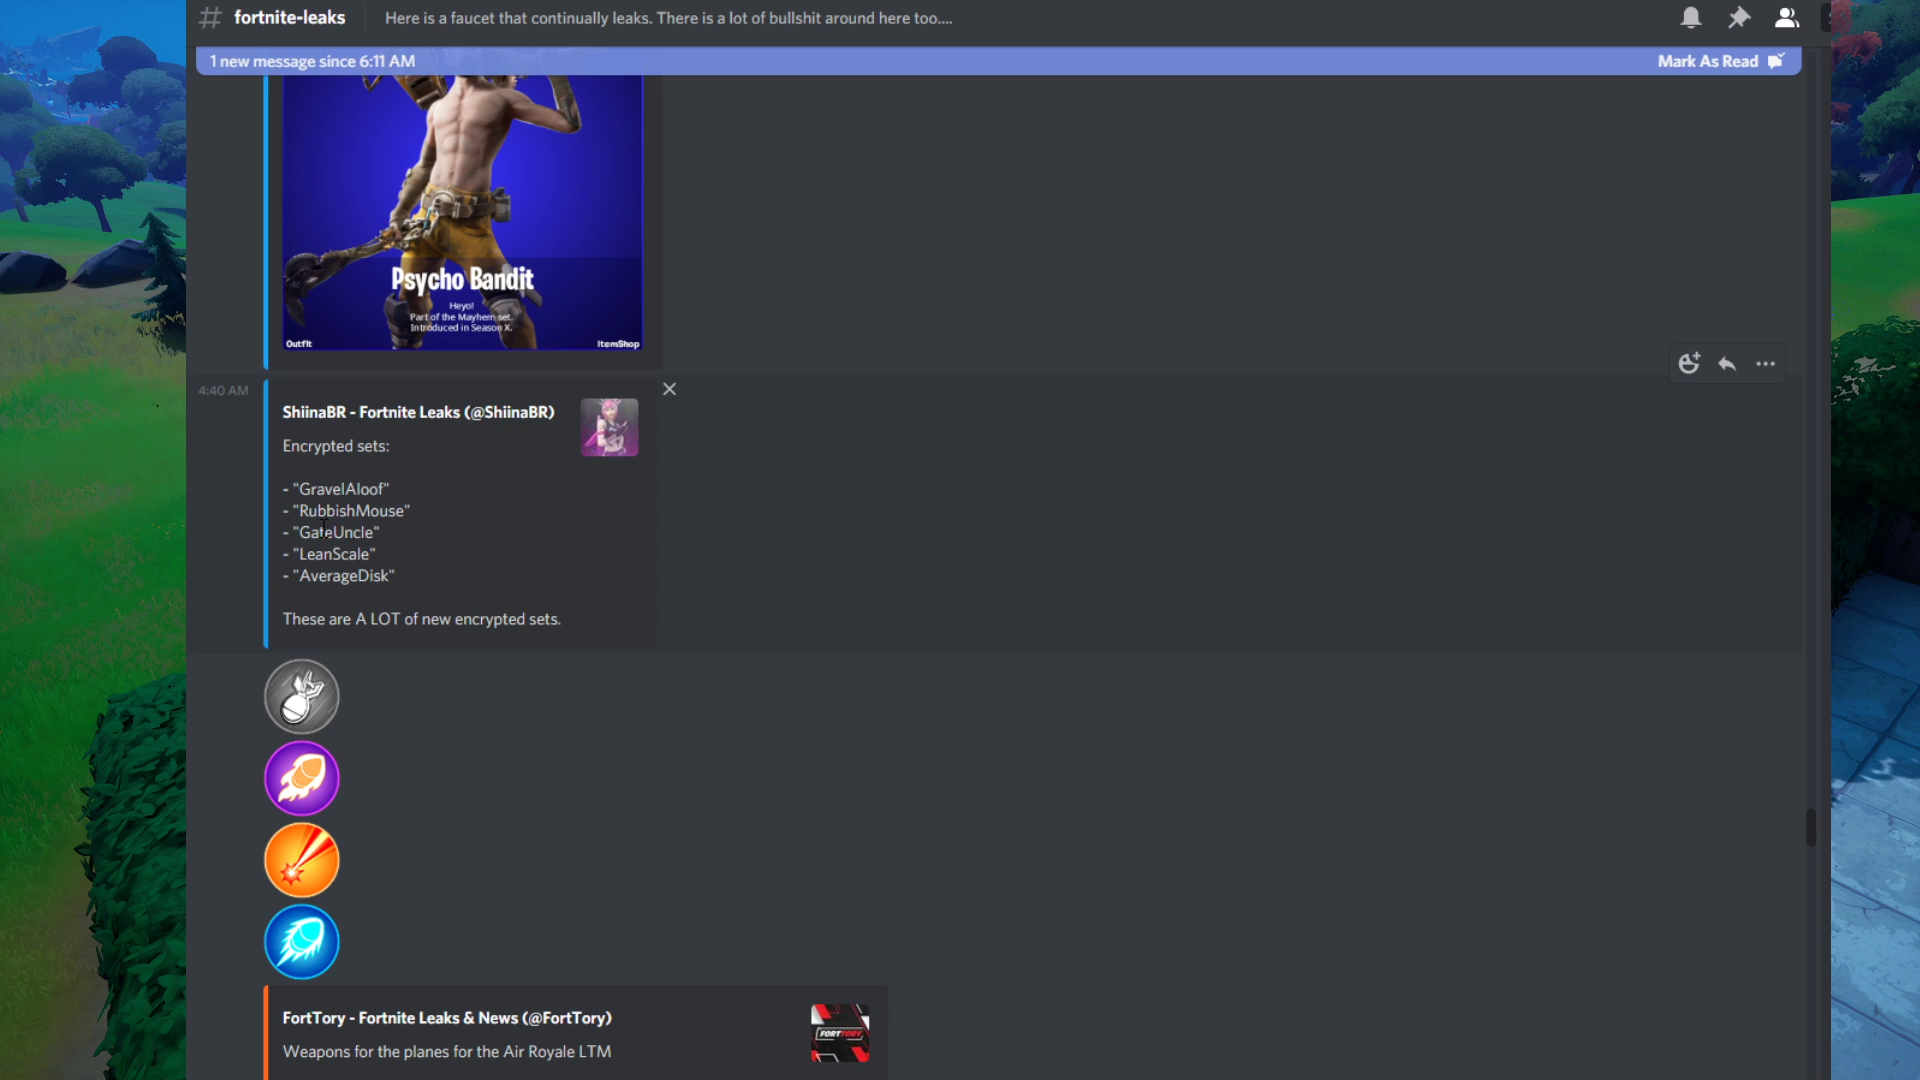 fortnite-leaks
Here is a faucet that continually leaks. There is a lot of bullshit around here too....
1 new message since 6:11 AM
Mark As Read
Psycho Bandit
Heyo!
Part of the Mayhem set.
Introduced in Season X.
Outfit
ItemShop
4:40 AM
ShiinaBR - Fortnite Leaks (@ShiinaBR)
Encrypted sets:
- "GravelAloof"
- "RubbishMouse"
- "GateUncle"
- "LeanScale"
- "AverageDisk"
These are A LOT of new encrypted sets.
FortTory - Fortnite Leaks & News (@FortTory)
FORTTORY
Weapons for the planes for the Air Royale LTM